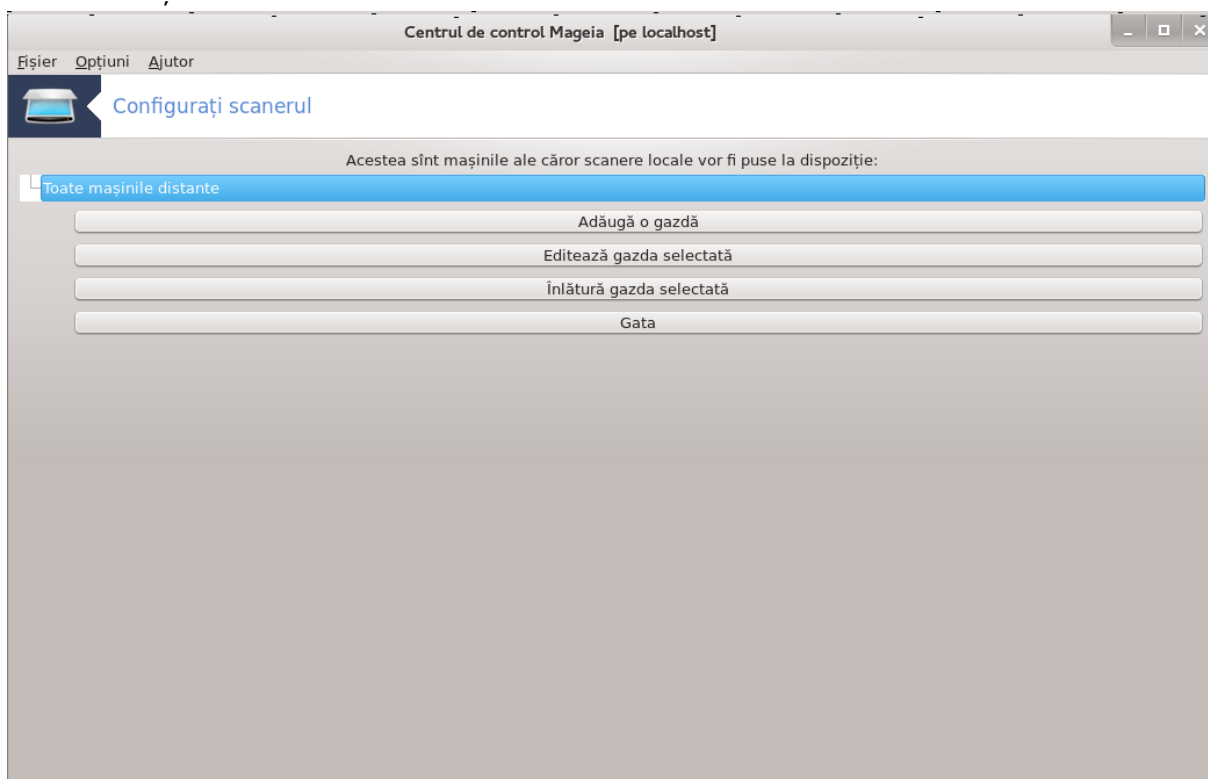 Centrul de control Mageia [pe localhost]
Fișier Opțiuni Ajutor
Configurați scanerul
Acestea sînt mașinile ale căror scanere locale vor fi puse la dispoziție:
Toate mașinile distante
Adăugă o gazdă
Editează gazda selectată
Înlătură gazda selectată
Gata